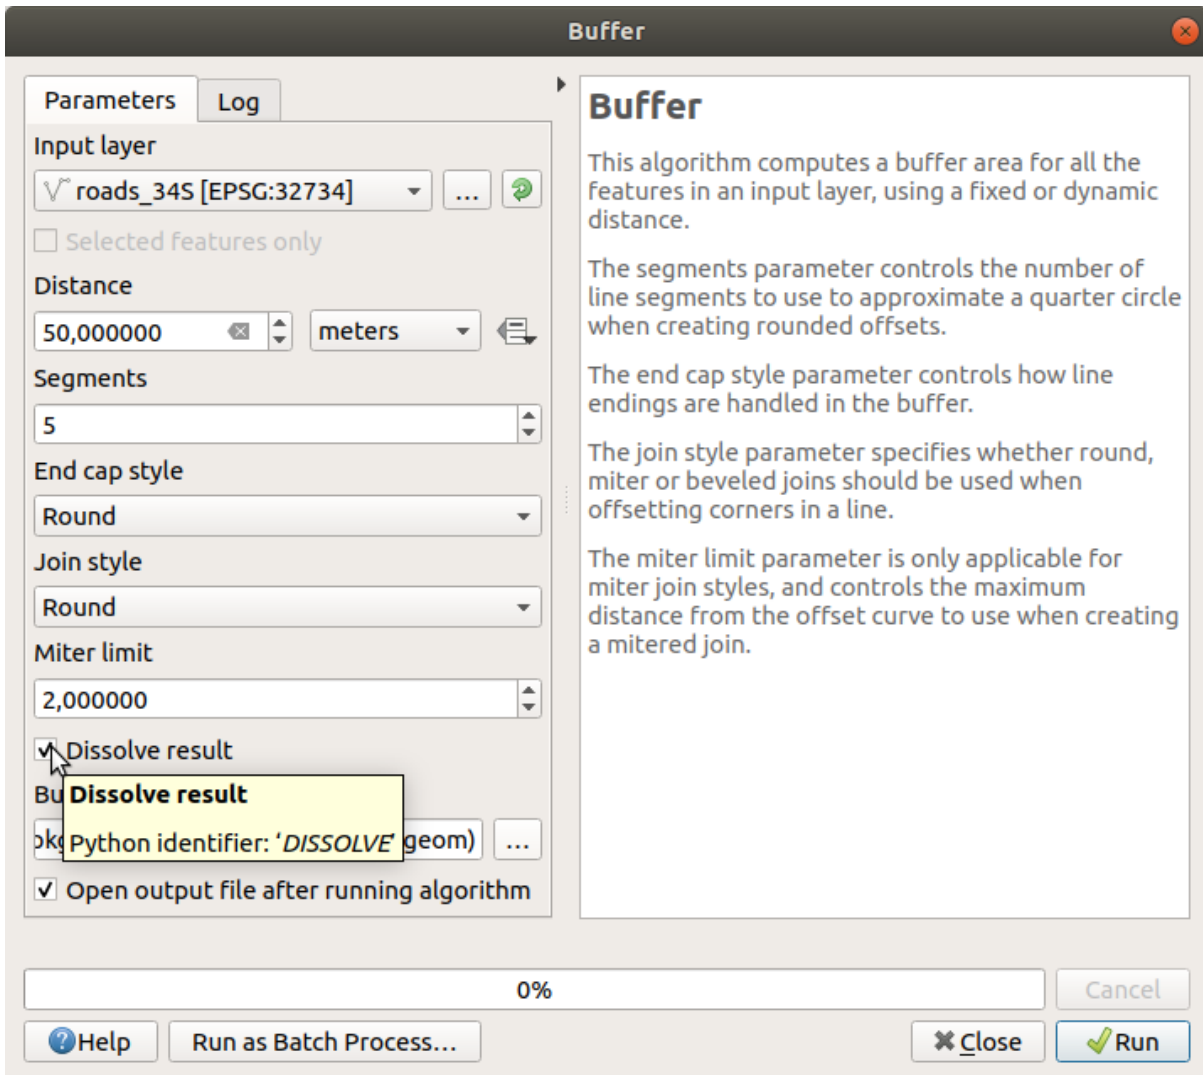 Buffer
Parameters
Log
Input layer
roads_34S [EPSG:32734]
...
Selected features only
Distance
50,000000
meters
Segments
5
End cap style
Round
Join style
Round
Miter limit
2,000000
Dissolve result
Dissolve result
Python identifier: ‘DISSOLVE’
geom)
...
Open output file after running algorithm
Buffer
This algorithm computes a buffer area for all the
features in an input layer, using a fixed or dynamic
distance.
The segments parameter controls the number of
line segments to use to approximate a quarter circle
when creating rounded offsets.
The end cap style parameter controls how line
endings are handled in the buffer.
The join style parameter specifies whether round,
miter or beveled joins should be used when
offsetting corners in a line.
The miter limit parameter is only applicable for
miter join styles, and controls the maximum
distance from the offset curve to use when creating
a mitered join.
0%
Cancel
Help
Run as Batch Process...
Close
Run